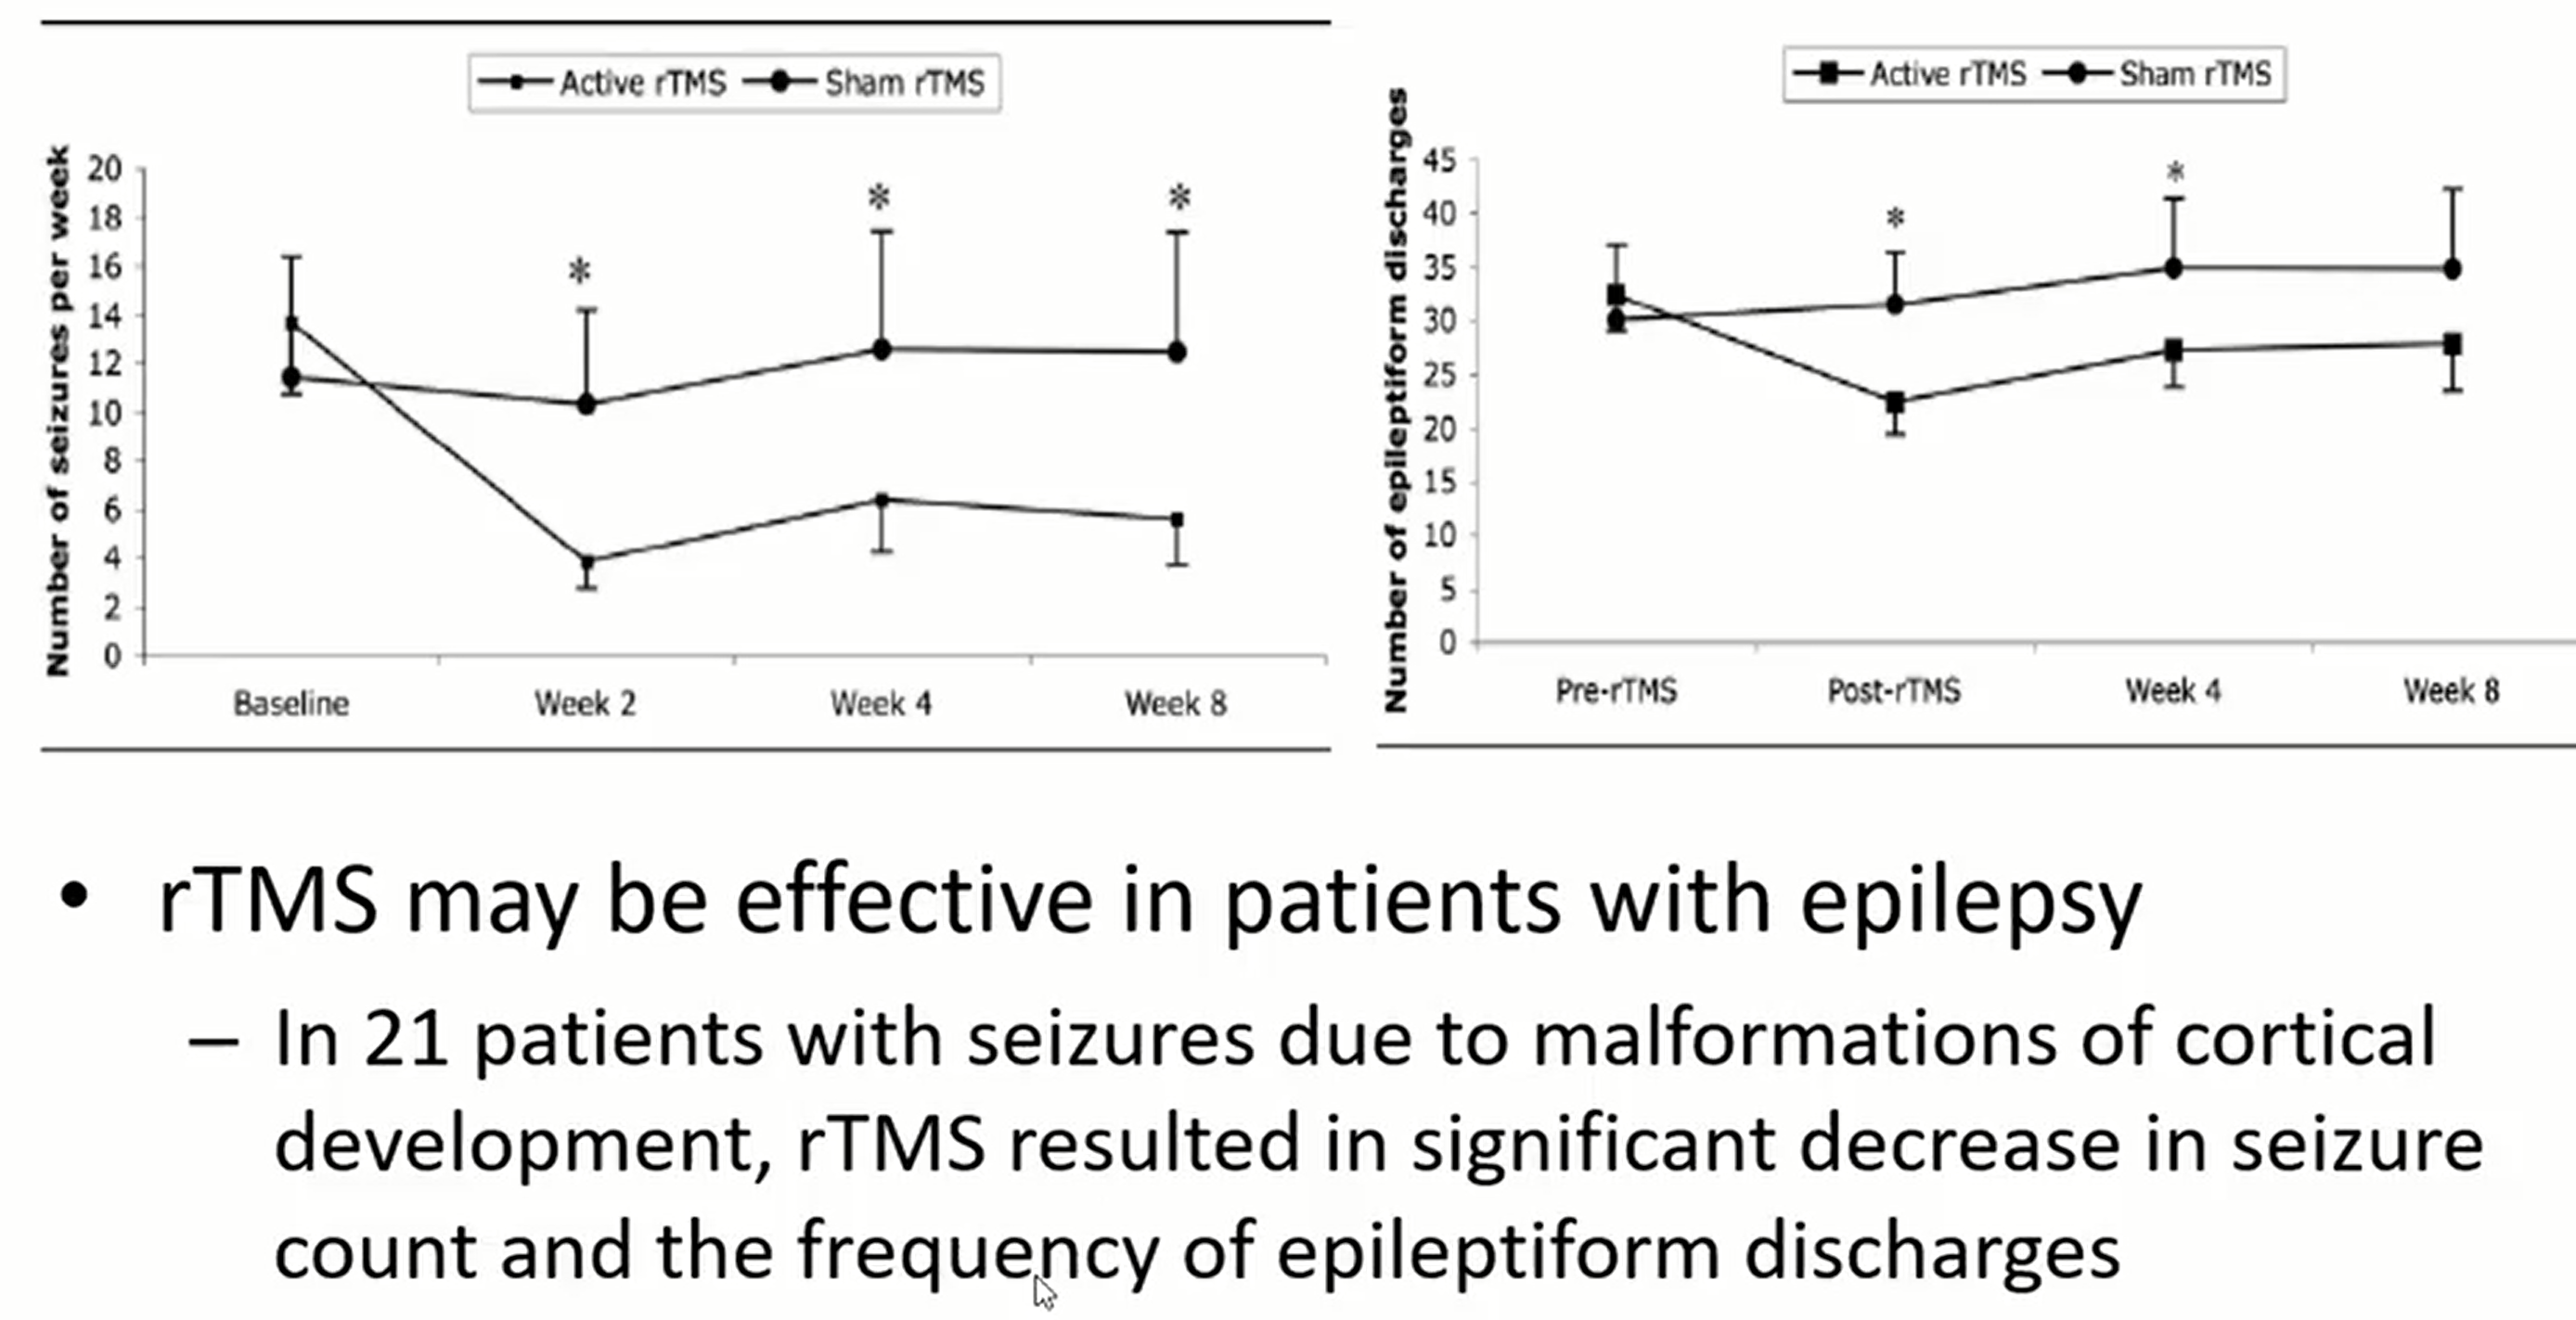 Active rTMS Sham rTMS
Number of seizures per week
20
18
16
14
12
10
8
6
4
2
0
*
*
*
Baseline Week 2 Week 4 Week 8
Active rTMS Sham rTMS
Number of epileptiform discharges
45
40
35
30
25
20
15
10
5
0
*
*
Pre-rTMS Post-rTMS Week 4 Week 8
• rTMS may be effective in patients with epilepsy
– In 21 patients with seizures due to malformations of cortical
development, rTMS resulted in significant decrease in seizure
count and the frequency of epileptiform discharges